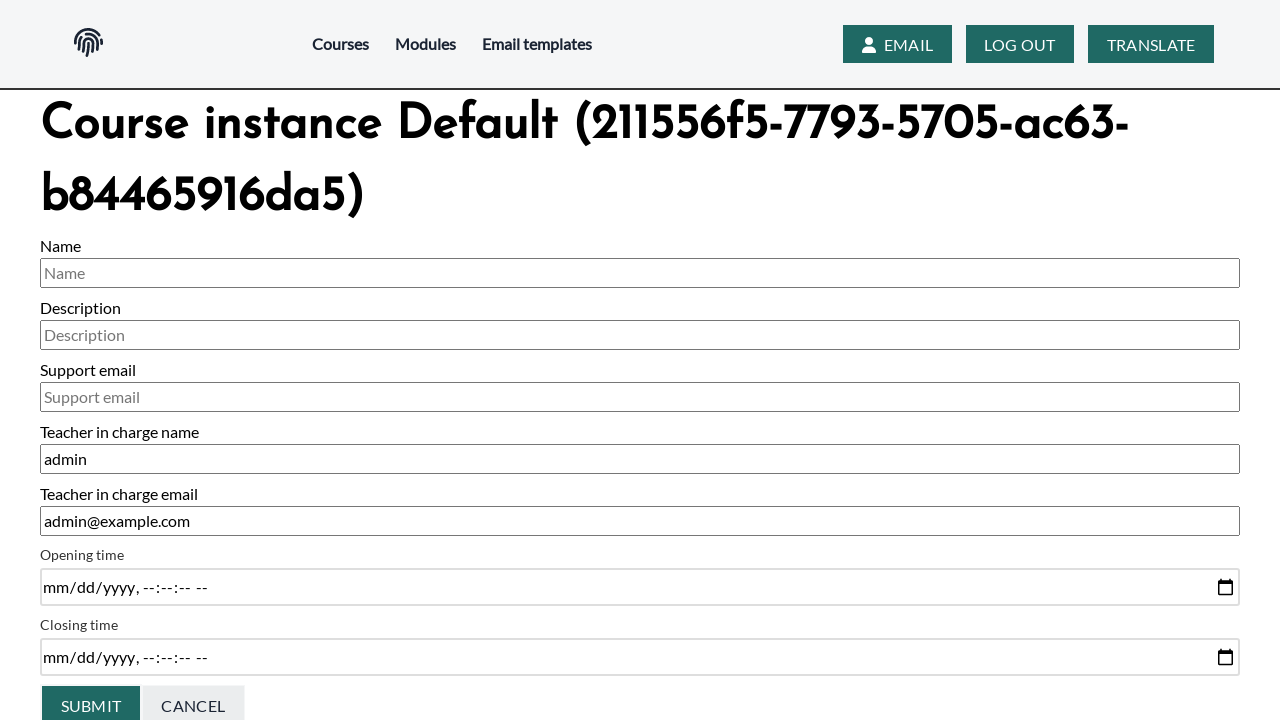 Courses Modules Email templates EMAIL LOG OUT TRANSLATE
Course instance Default (211556f5-7793-5705-ac63-
b84465916da5)
Name
Name
Description
Description
Support email
Support email
Teacher in charge name
admin
Teacher in charge email
admin@example.com
Opening time
mm/dd/yyyy, --:--:-- --
Closing time
mm/dd/yyyy, --:--:-- --
SUBMIT CANCEL